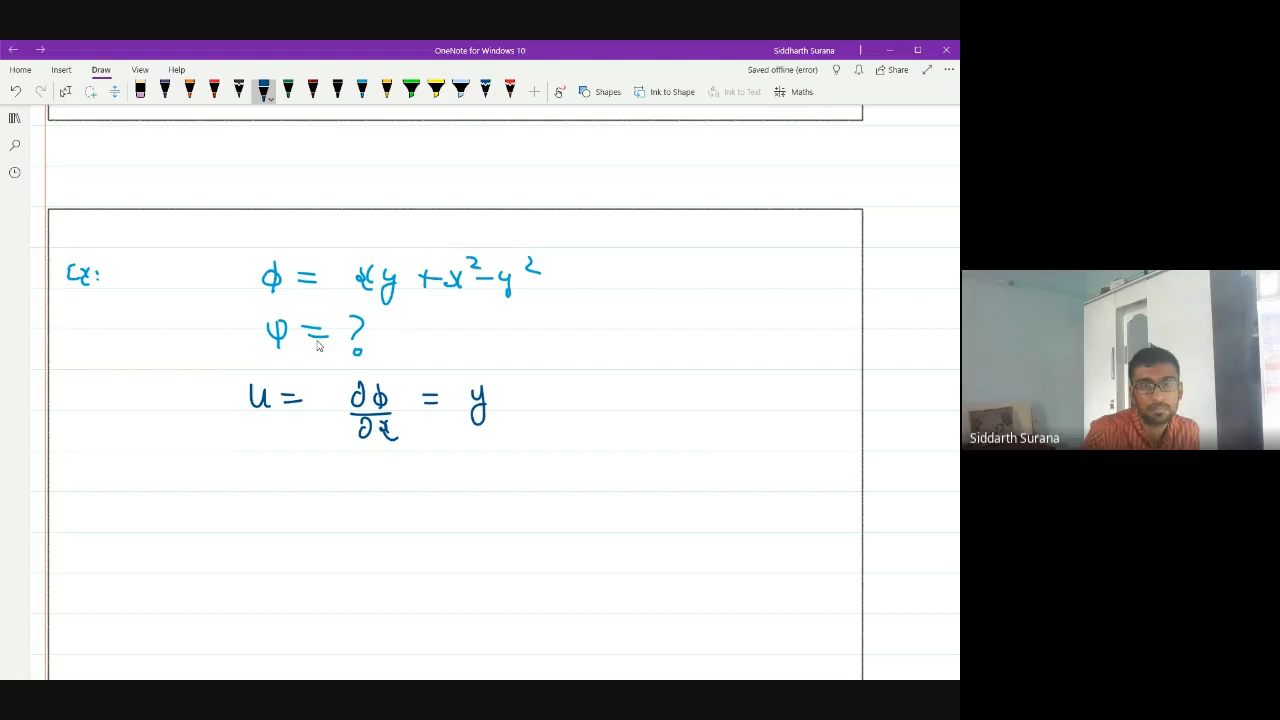 OneNote for Windows 10
Siddharth Surana
Home Insert Draw View Help
Saved offline (error) Share
Shapes Ink to Shape Ink to Text Maths
Ex: ϕ = xy + x² - y²
ψ = ?
u = ∂ϕ/∂x = y
Siddarth Surana